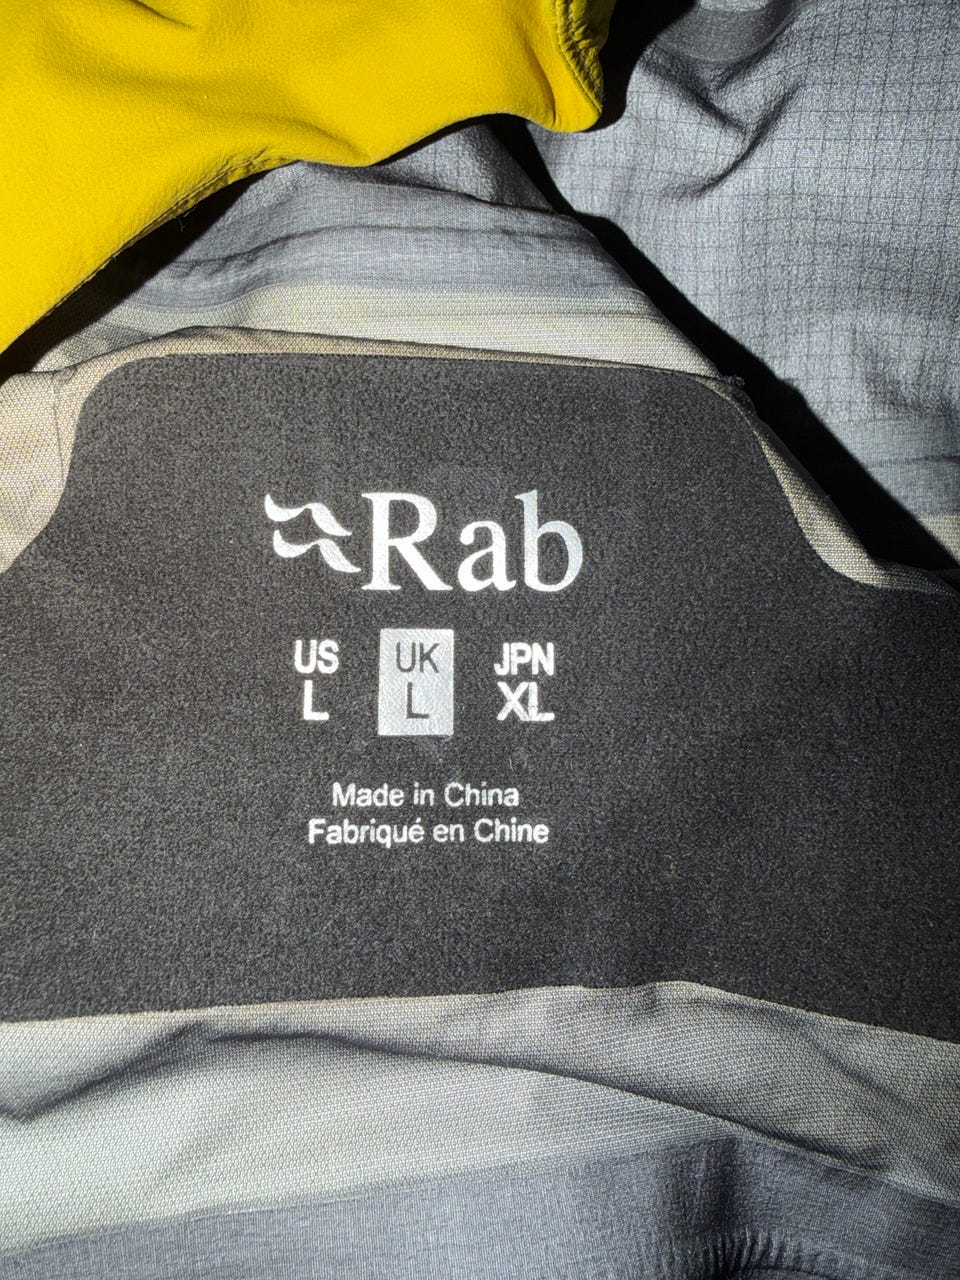 Rab
US UK JPN
L L XL
Made in China
Fabriqué en Chine